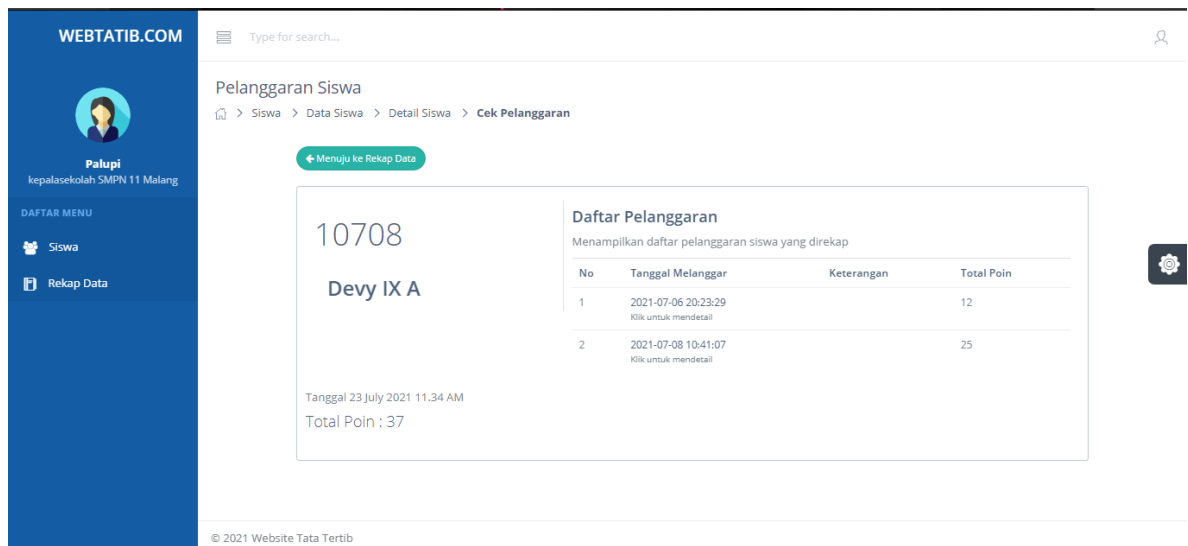 WEBTATIB.COM
Type for search...
Palupi
kepalasekolah SMPN 11 Malang
DAFTAR MENU
Siswa
Rekap Data
Pelanggaran Siswa
> Siswa > Data Siswa > Detail Siswa > Cek Pelanggaran
Menuju ke Rekap Data
10708
Devy IX A
Tanggal 23 July 2021 11.34 AM
Total Poin : 37
Daftar Pelanggaran
Menampilkan daftar pelanggaran siswa yang direkap
No Tanggal Melanggar Keterangan Total Poin
1 2021-07-06 20:23:29 12
Klik untuk mendetail
2 2021-07-08 10:41:07 25
Klik untuk mendetail
© 2021 Website Tata Tertib